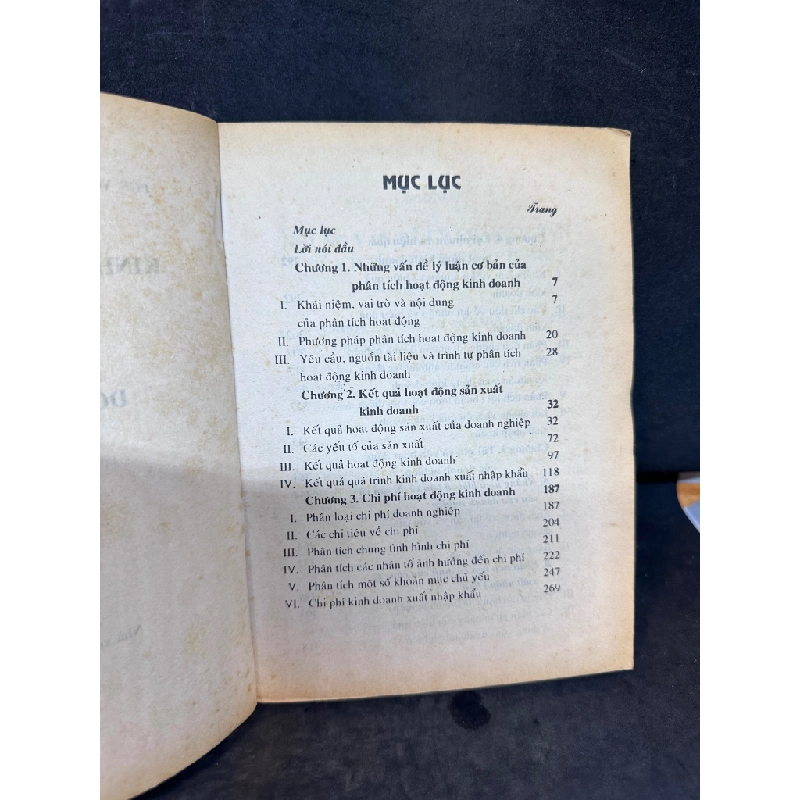 MỤC LỤC
Trang
Mục lục
Lời nói đầu
Chương 1. Những vấn đề lý luận cơ bản của
phân tích hoạt động kinh doanh 7
I. Khái niệm, vai trò và nội dung 7
của phân tích hoạt động
II. Phương pháp phân tích hoạt động kinh doanh 20
III. Yêu cầu, nguồn tài liệu và trình tự phân tích 28
hoạt động kinh doanh
Chương 2. Kết quả hoạt động sản xuất
kinh doanh 32
I. Kết quả hoạt động sản xuất của doanh nghiệp 32
II. Các yếu tố của sản xuất 72
III. Kết quả hoạt động kinh doanh 97
IV. Kết quả quá trình kinh doanh xuất nhập khẩu 118
Chương 3. Chi phí hoạt động kinh doanh 187
I. Phân loại chi phí doanh nghiệp 187
II. Các chỉ tiêu về chi phí 204
III. Phân tích chung tình hình chi phí 211
IV. Phân tích các nhân tố ảnh hưởng đến chi phí 222
V. Phân tích một số khoản mục chủ yếu 247
VI. Chi phí kinh doanh xuất nhập khẩu 269